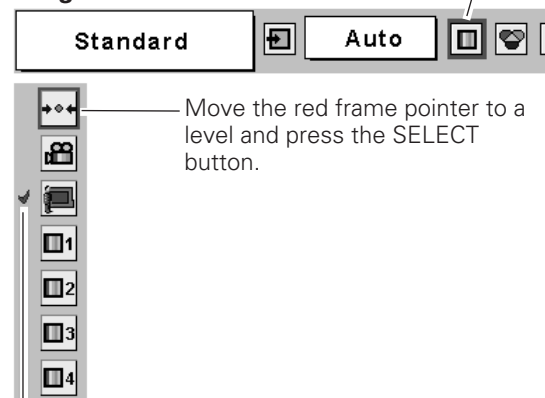 Standard
Auto
Move the red frame pointer to a
level and press the SELECT
button.
1
2
3
4